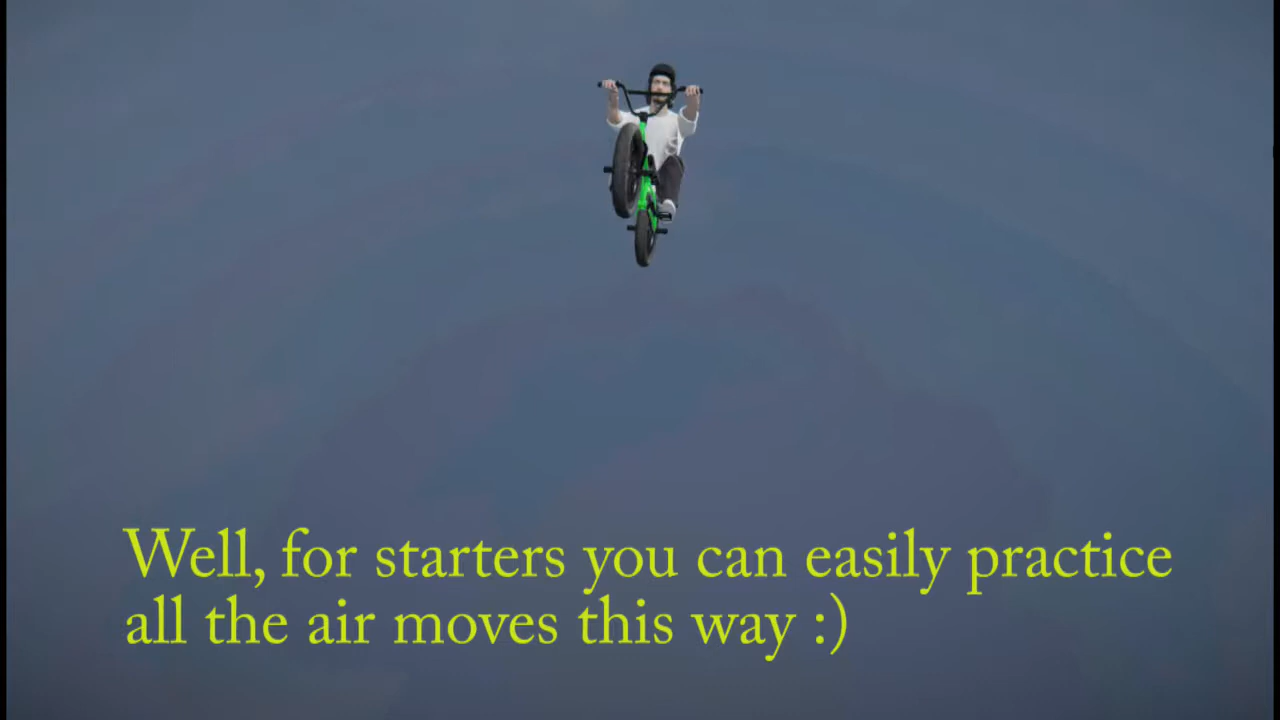 Well, for starters you can easily practice
all the air moves this way :)